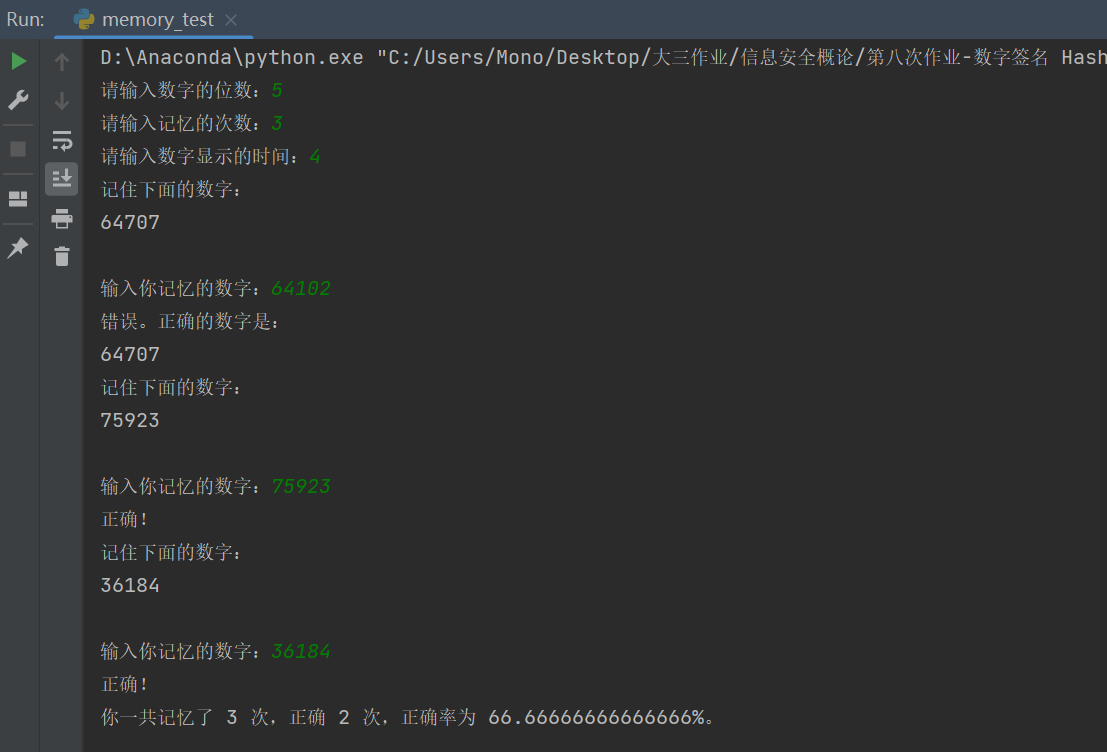 Run: memory_test
D:\Anaconda\python.exe "C:/Users/Mono/Desktop/大三作业/信息安全概论/第八次作业-数字签名 Hash
请输入数字的位数：5
请输入记忆的次数：3
请输入数字显示的时间：4
记住下面的数字：
64707
输入你记忆的数字：64102
错误。正确的数字是：
64707
记住下面的数字：
75923
输入你记忆的数字：75923
正确！
记住下面的数字：
36184
输入你记忆的数字：36184
正确！
你一共记忆了 3 次，正确 2 次，正确率为 66.66666666666666%。